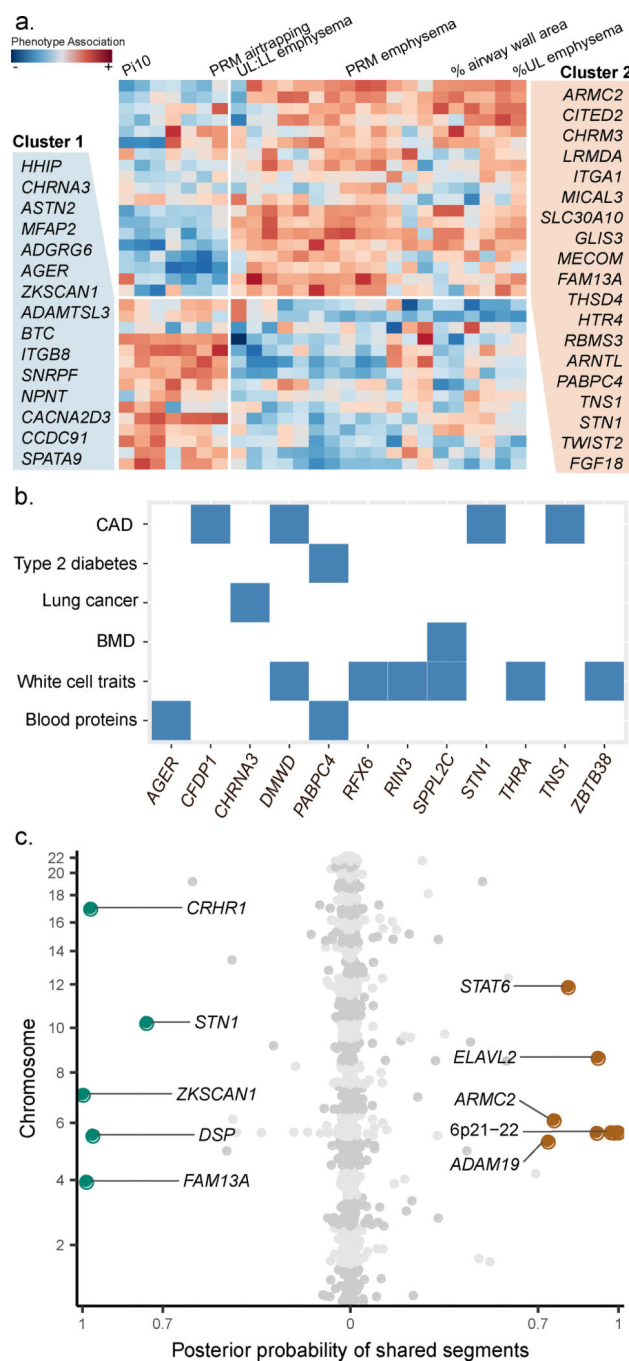 a.
Phenotype Association
- +
Pi10
PRM airtrapping
UL:LL emphysema
PRM emphysema
% airway wall area
%UL emphysema
Cluster 1
HHIP
CHRNA3
ASTN2
MFAP2
ADGRG6
AGER
ZKSCAN1
ADAMTSL3
BTC
ITGB8
SNRPF
NPNT
CACNA2D3
CCDC91
SPATA9
Cluster 2
ARMC2
CITED2
CHRM3
LRMDA
ITGA1
MICAL3
SLC30A10
GLIS3
MECOM
FAM13A
THSD4
HTR4
RBMS3
ARNTL
PABPC4
TNS1
STN1
TWIST2
FGF18
b.
CAD
Type 2 diabetes
Lung cancer
BMD
White cell traits
Blood proteins
AGER
CFDP1
CHRNA3
DMWD
PABPC4
RFX6
RIN3
SPPL2C
STN1
THRA
TNS1
ZBTB38
c.
Chromosome
22
20
18
16
14
12
10
8
6
4
2
CRHR1
STN1
ZKSCAN1
DSP
FAM13A
STAT6
ELAVL2
ARMC2
6p21-22
ADAM19
1 0.7 0 0.7 1
Posterior probability of shared segments